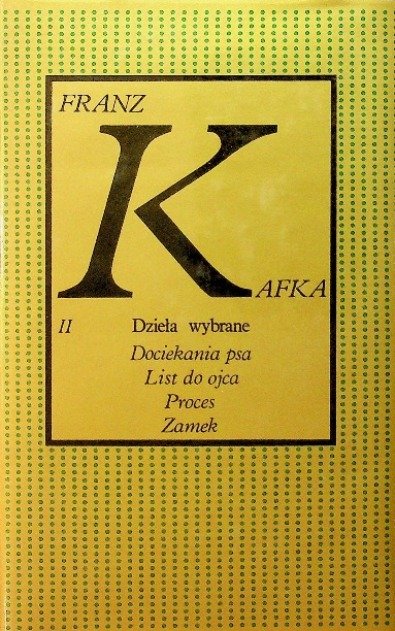 FRANZ
KAFKA
II Dzieła wybrane
Dociekania psa
List do ojca
Proces
Zamek